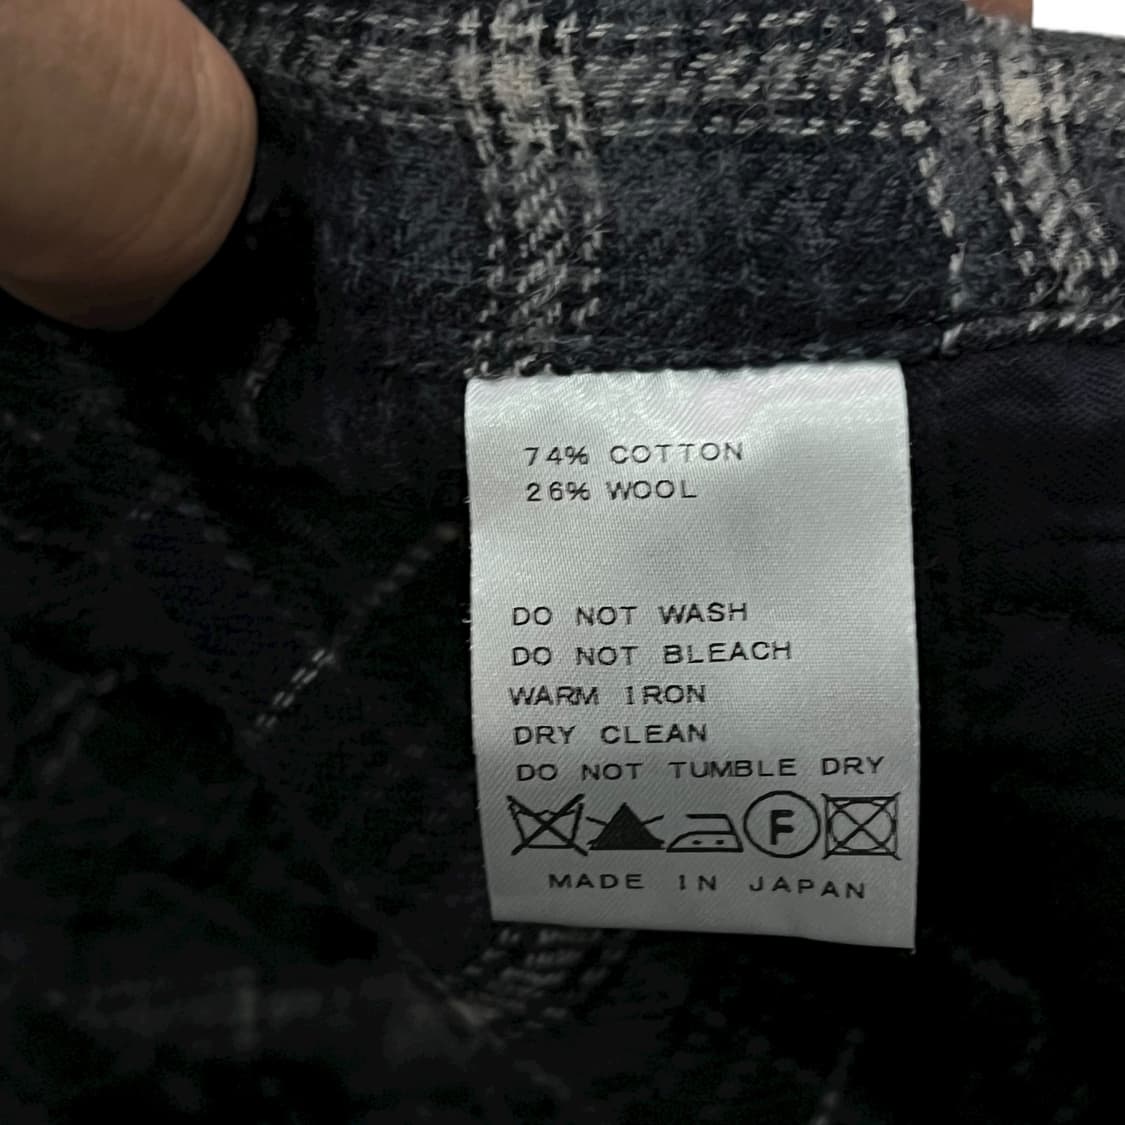 74% COTTON
26% WOOL
DO NOT WASH
DO NOT BLEACH
WARM IRON
DRY CLEAN
DO NOT TUMBLE DRY
F
MADE IN JAPAN